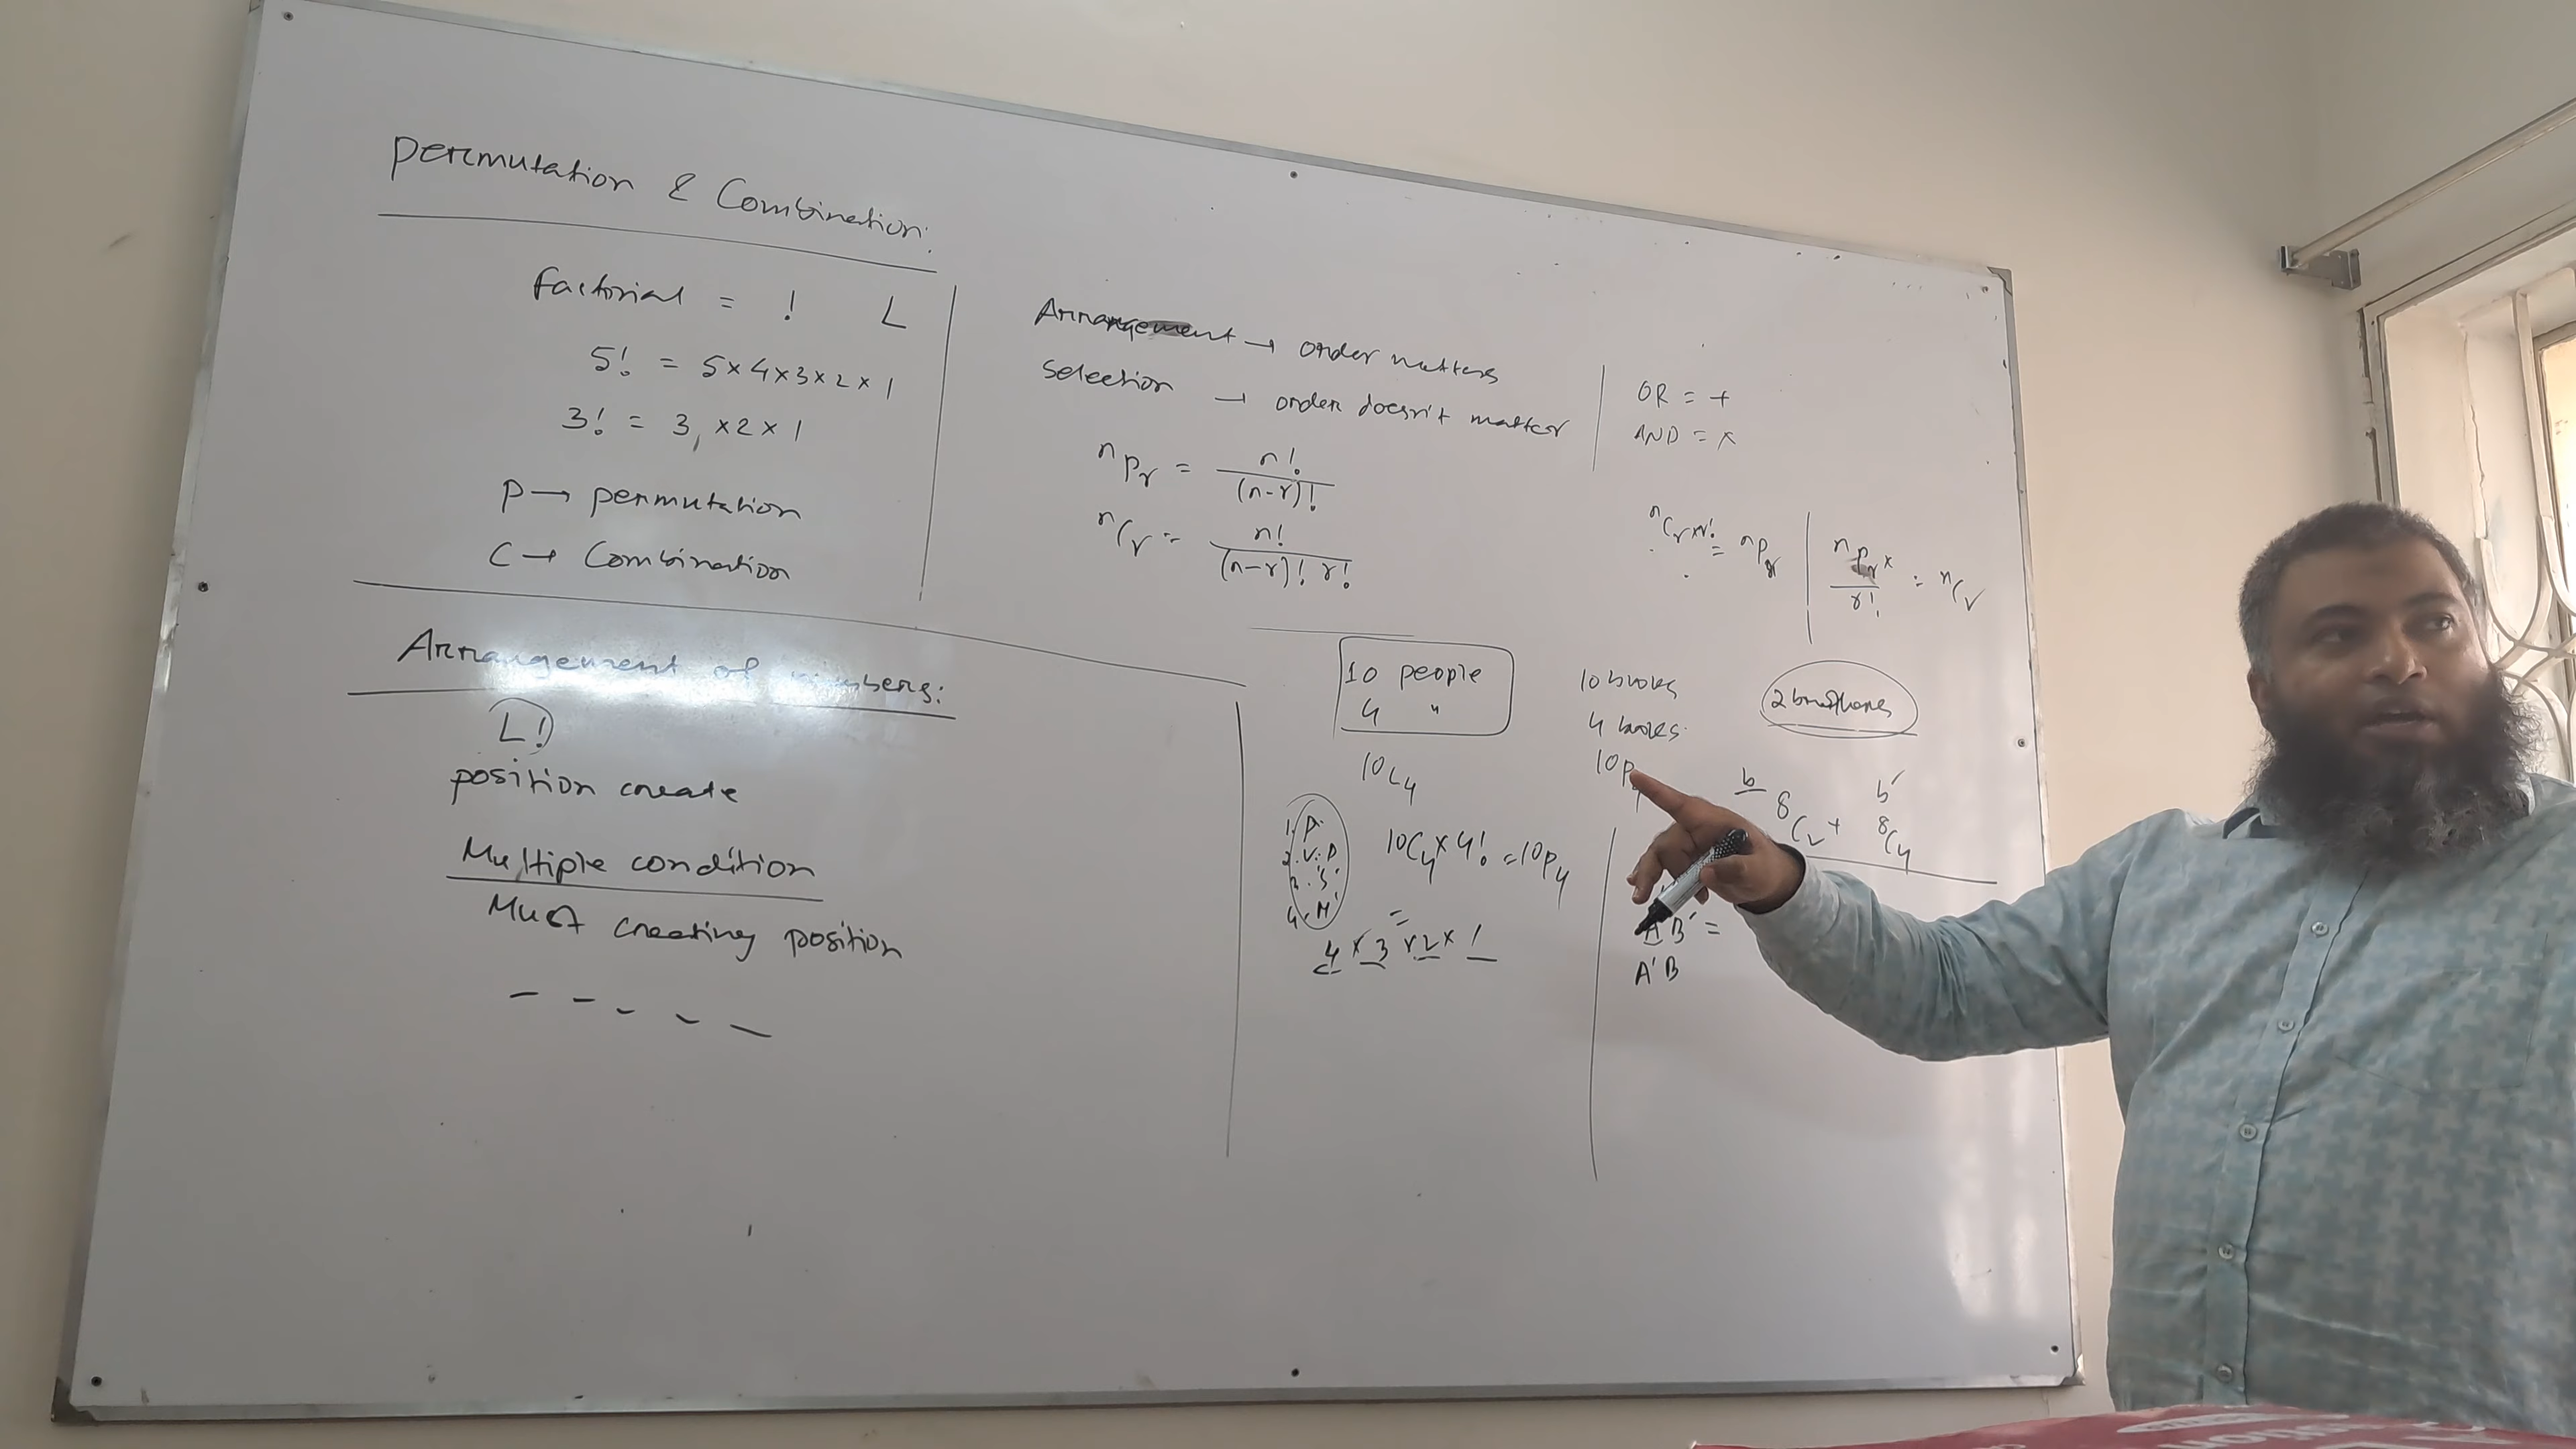 Permutation & Combination:
factorial = ! L
5! = 5×4×3×2×1
3! = 3, ×2×1
P → permutation
C → Combination
Arrangement → order matters
Selection → order doesn't matter
nPr = n! / (n-r)!
nCr = n! / (n-r)! r!
OR = +
AND = ×
nCr×r! = nPr
nPr × / r! = nCr
Arrangement of numbers:
L!
position create
Multiple condition
Must creating position
10 people
4 "
10C4
1. P.
2. V. P
3. S.
4. M
10C4×4! = 10P4
=
4 × 3 × 2 × 1
10 books
4 books.
10P
2 brothers
b b'
8C2 + 8C4
A B' =
A' B